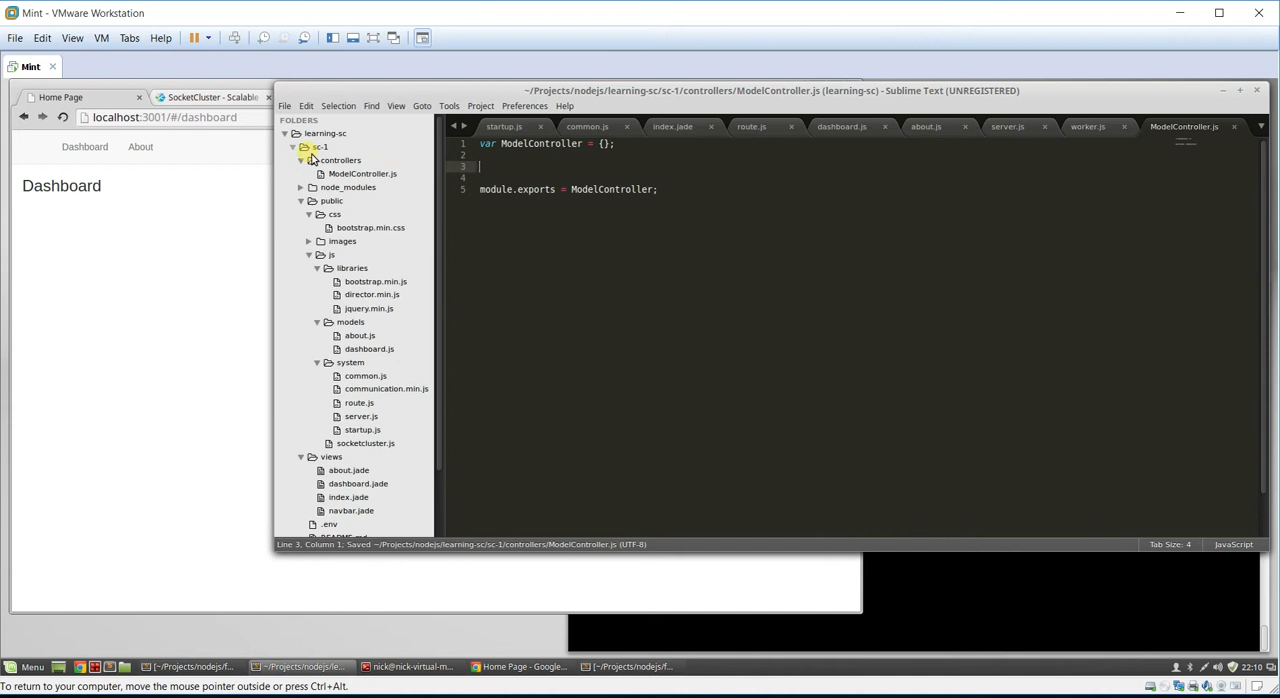 Mint - VMware Workstation
File Edit View VM Tabs Help
Mint
Home Page
SocketCluster - Scalable
localhost:3001/#/dashboard
Dashboard About
Dashboard
~/Projects/nodejs/learning-sc/sc-1/controllers/ModelController.js (learning-sc) - Sublime Text (UNREGISTERED)
File Edit Selection Find View Goto Tools Project Preferences Help
FOLDERS
learning-sc
sc-1
controllers
ModelController.js
node_modules
public
css
bootstrap.min.css
images
js
libraries
bootstrap.min.js
director.min.js
jquery.min.js
models
about.js
dashboard.js
system
common.js
communication.min.js
route.js
server.js
startup.js
socketcluster.js
views
about.jade
dashboard.jade
index.jade
navbar.jade
.env
startup.js common.js index.jade route.js dashboard.js about.js server.js worker.js ModelController.js
1 var ModelController = {};
2
3
4
5 module.exports = ModelController;
Line 3, Column 1; Saved ~/Projects/nodejs/learning-sc/sc-1/controllers/ModelController.js (UTF-8)
Tab Size: 4 JavaScript
Menu
[~/Projects/nodejs/f...
~/Projects/nodejs/le...
nick@nick-virtual-m...
Home Page - Google...
[~/Projects/nodejs/f...
22:10
To return to your computer, move the mouse pointer outside or press Ctrl+Alt.